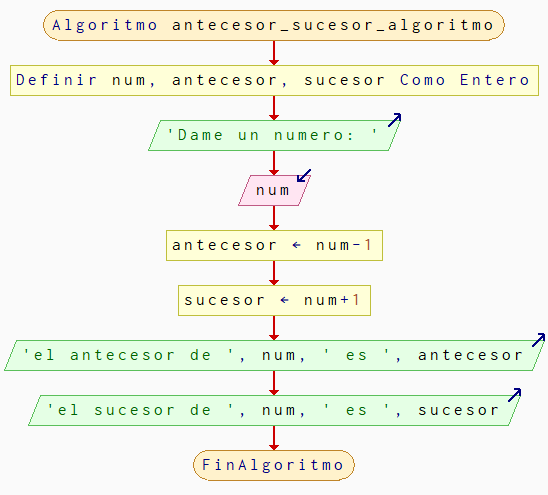 Algoritmo antecesor_sucesor_algoritmo
Definir num, antecesor, sucesor Como Entero
'Dame un numero: '
num
antecesor ← num-1
sucesor ← num+1
'el antecesor de ', num, ' es ', antecesor
'el sucesor de ', num, ' es ', sucesor
FinAlgoritmo